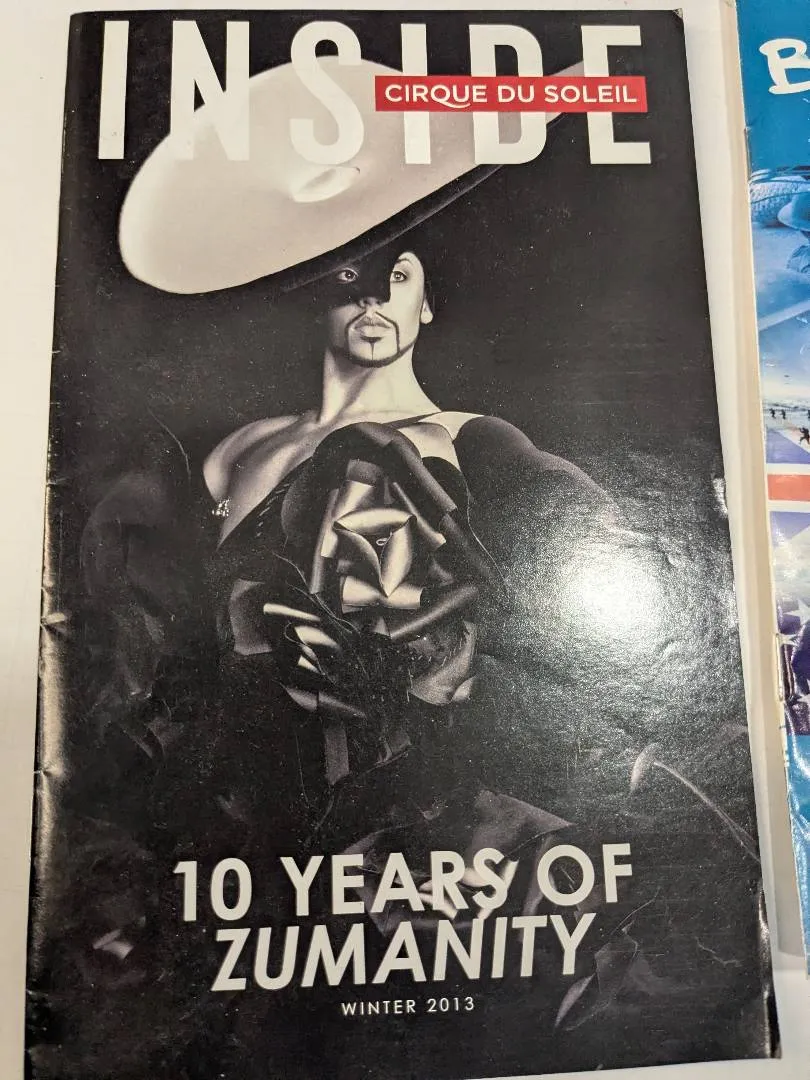 INSIDE
CIRQUE DU SOLEIL
10 YEARS OF
ZUMANITY
WINTER 2013
B